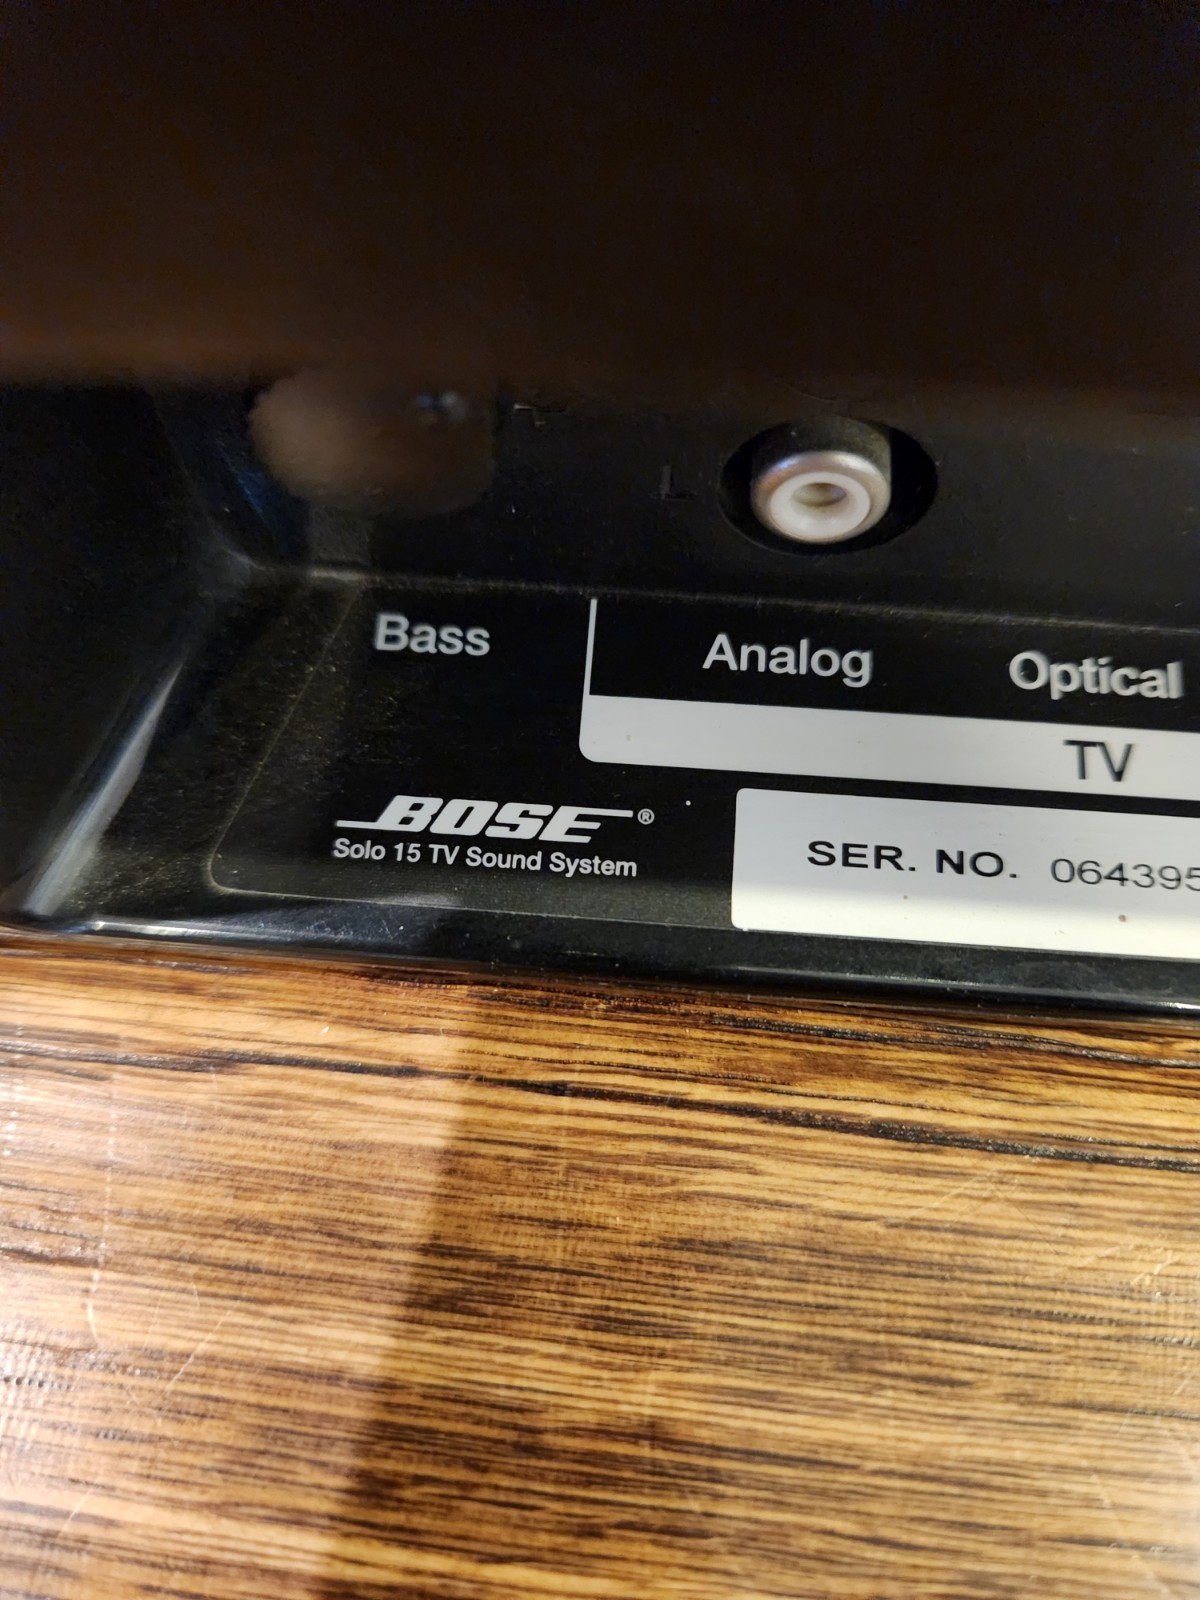 +
L
Bass
Analog
Optical
TV
BOSE®
Solo 15 TV Sound System
SER. NO. 064395